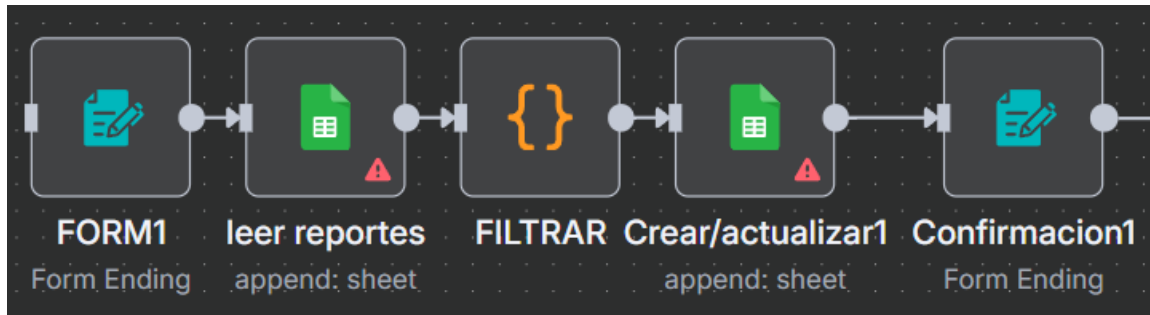 FORM1
Form Ending
leer reportes
append: sheet
FILTRAR
Crear/actualizar1
append: sheet
Confirmacion1
Form Ending